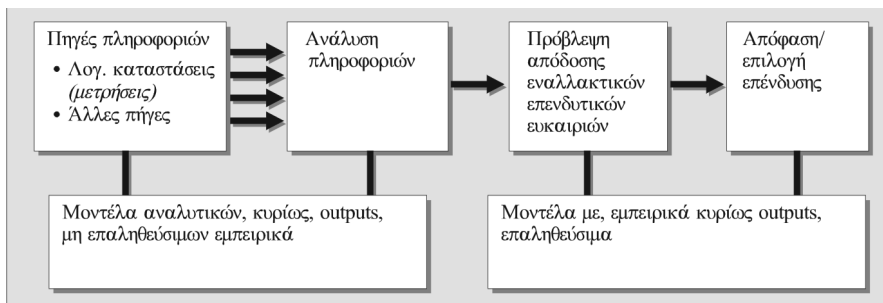 Πηγές πληροφοριών
• Λογ. καταστάσεις
(μετρήσεις)
• Άλλες πήγες
Ανάλυση
πληροφοριών
Πρόβλεψη
απόδοσης
εναλλακτικών
επενδυτικών
ευκαιριών
Απόφαση/
επιλογή
επένδυσης
Μοντέλα αναλυτικών, κυρίως, outputs,
μη επαληθεύσιμων εμπειρικά
Μοντέλα με, εμπειρικά κυρίως outputs,
επαληθεύσιμα